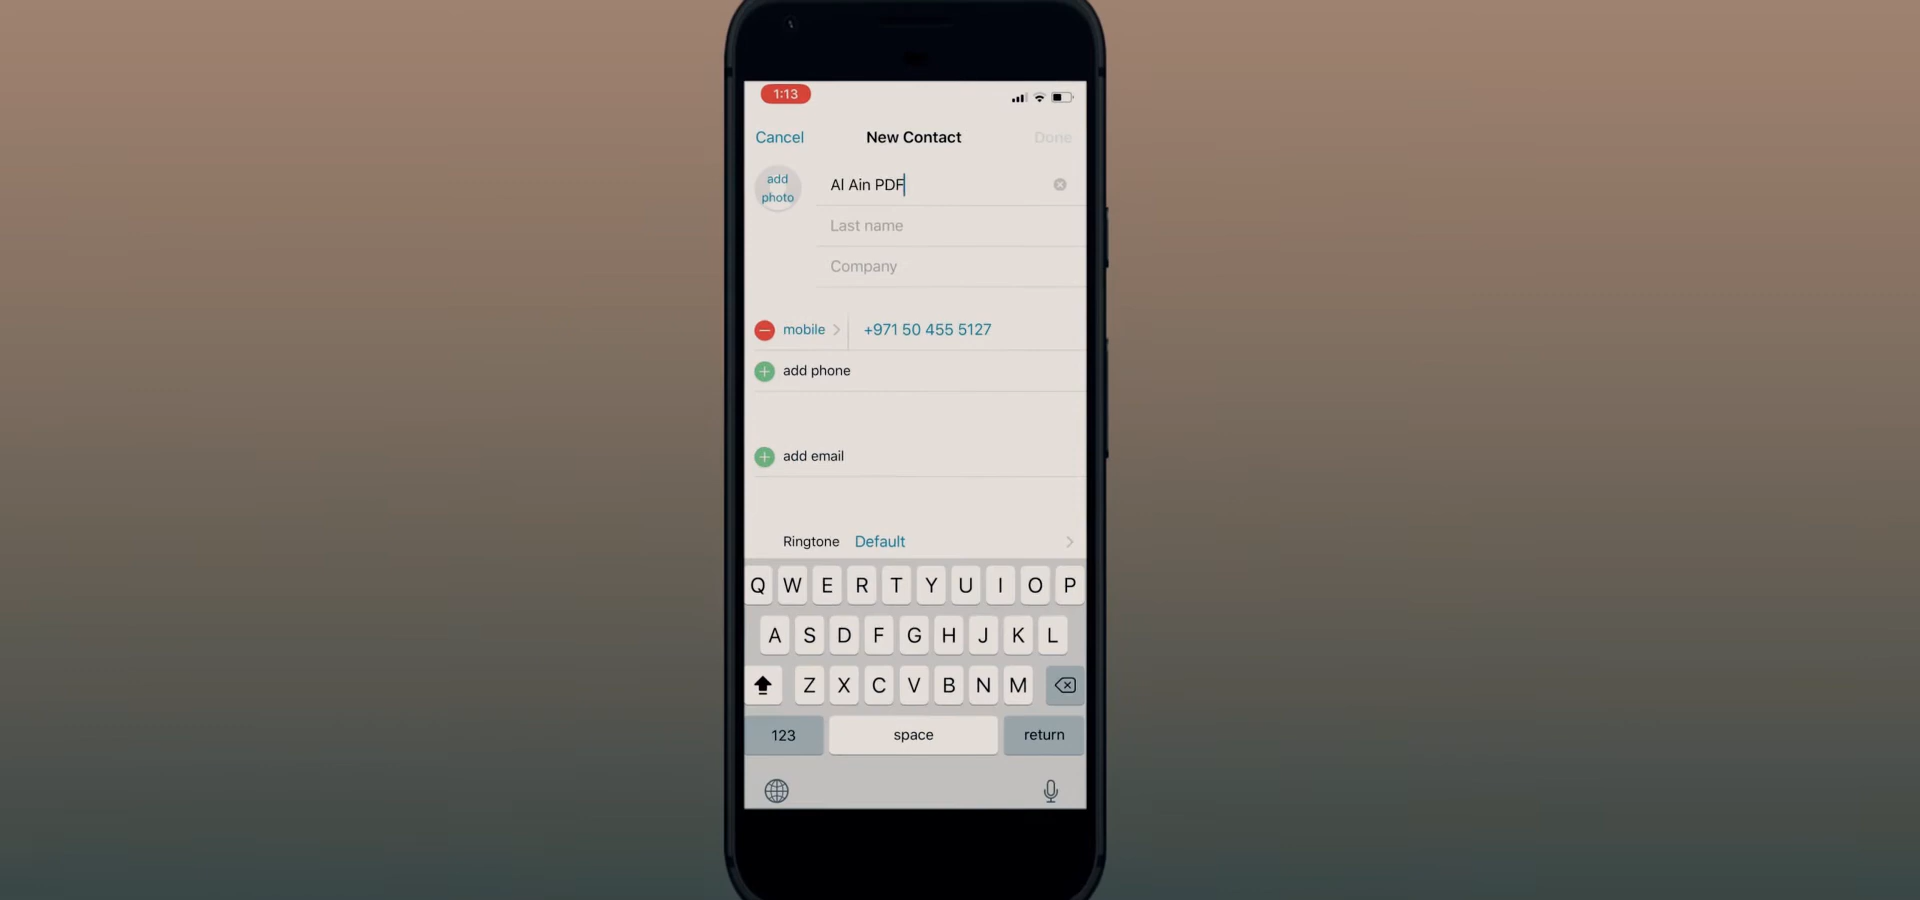 1:13
Cancel New Contact Done
add photo
Al Ain PDF
Last name
Company
mobile +971 50 455 5127
add phone
add email
Ringtone Default
Q W E R T Y U I O P
A S D F G H J K L
Z X C V B N M
123 space return